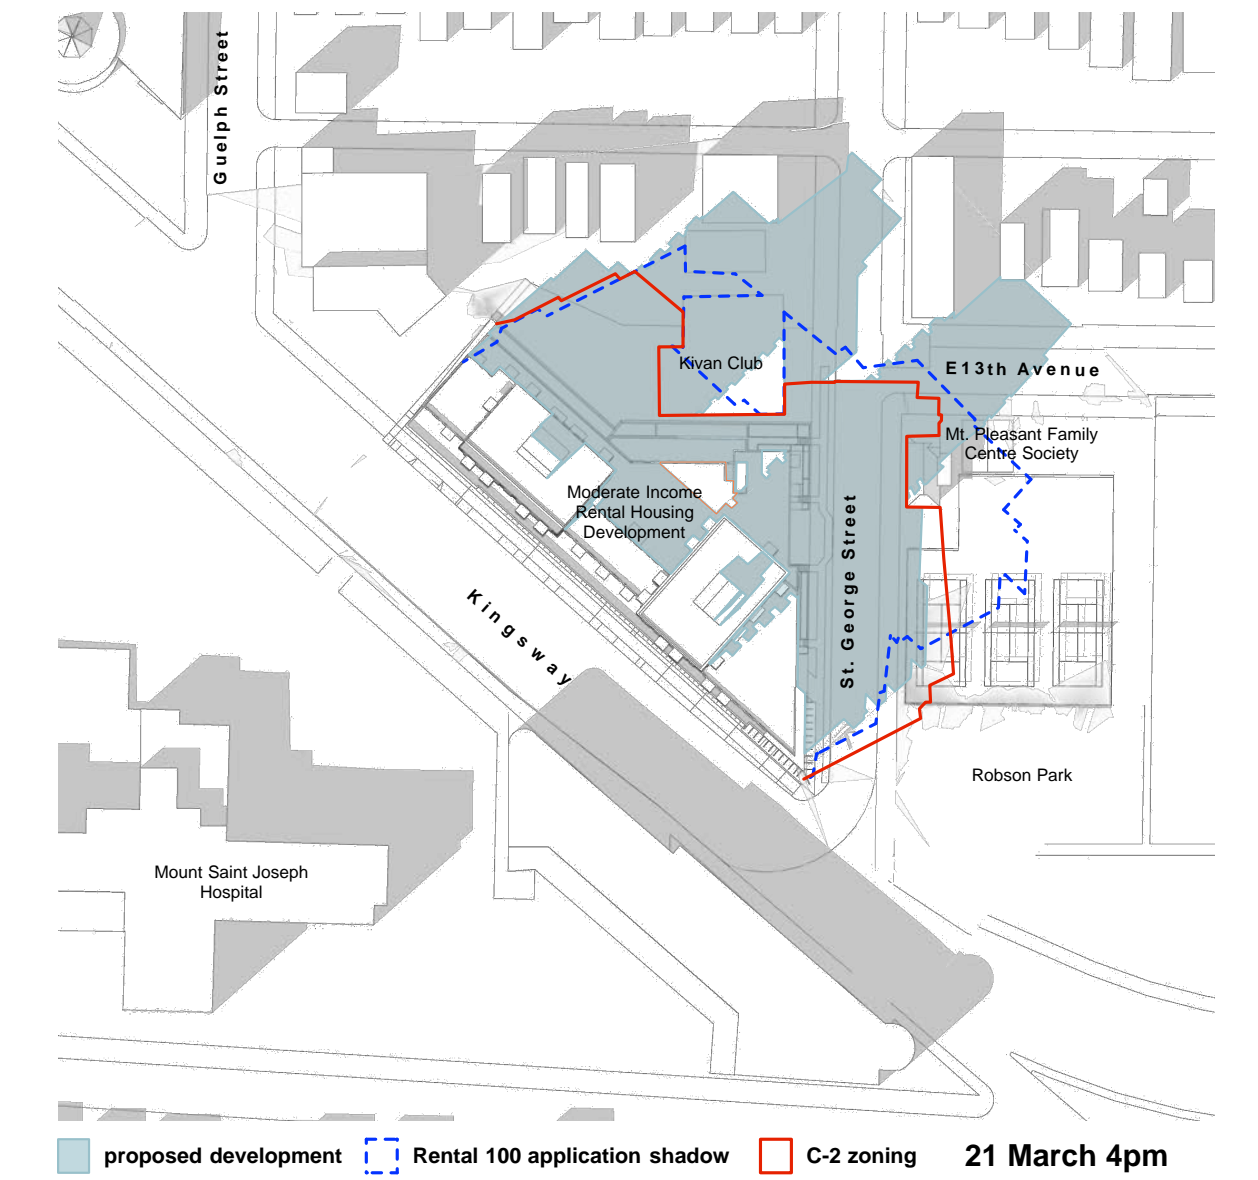 Guelph Street
E13th Avenue
Kivan Club
Mt. Pleasant Family
Centre Society
Moderate Income
Rental Housing
Development
St. George Street
Kingsway
Robson Park
Mount Saint Joseph
Hospital
proposed development
Rental 100 application shadow
C-2 zoning
21 March 4pm